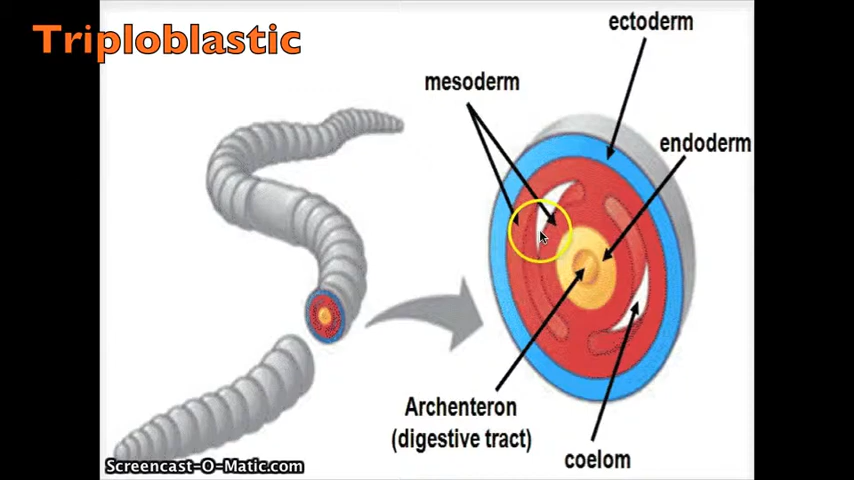 Triploblastic
ectoderm
mesoderm
endoderm
Archenteron
(digestive tract)
coelom
Screencast-O-Matic.com